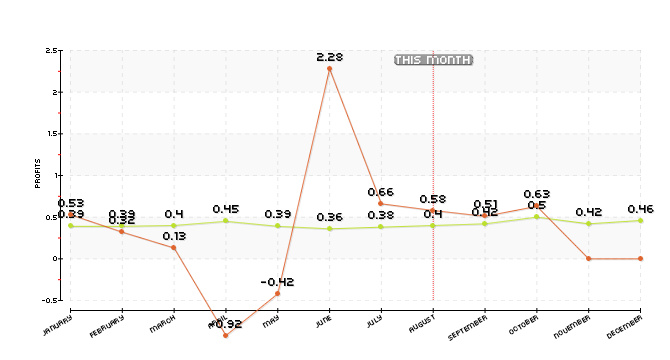 2.5
2.28
THIS MONTH
2
1.5
PROFITS
1
0.53
0.39
0.39
0.32
0.4
0.13
0.45
0.39
0.36
0.66
0.38
0.58
0.4
0.51
0.42
0.63
0.5
0.42
0.46
0.5
0
-0.42
-0.5
-0.92
JANUARY
FEBRUARY
MARCH
APRIL
MAY
JUNE
JULY
AUGUST
SEPTEMBER
OCTOBER
NOVEMBER
DECEMBER